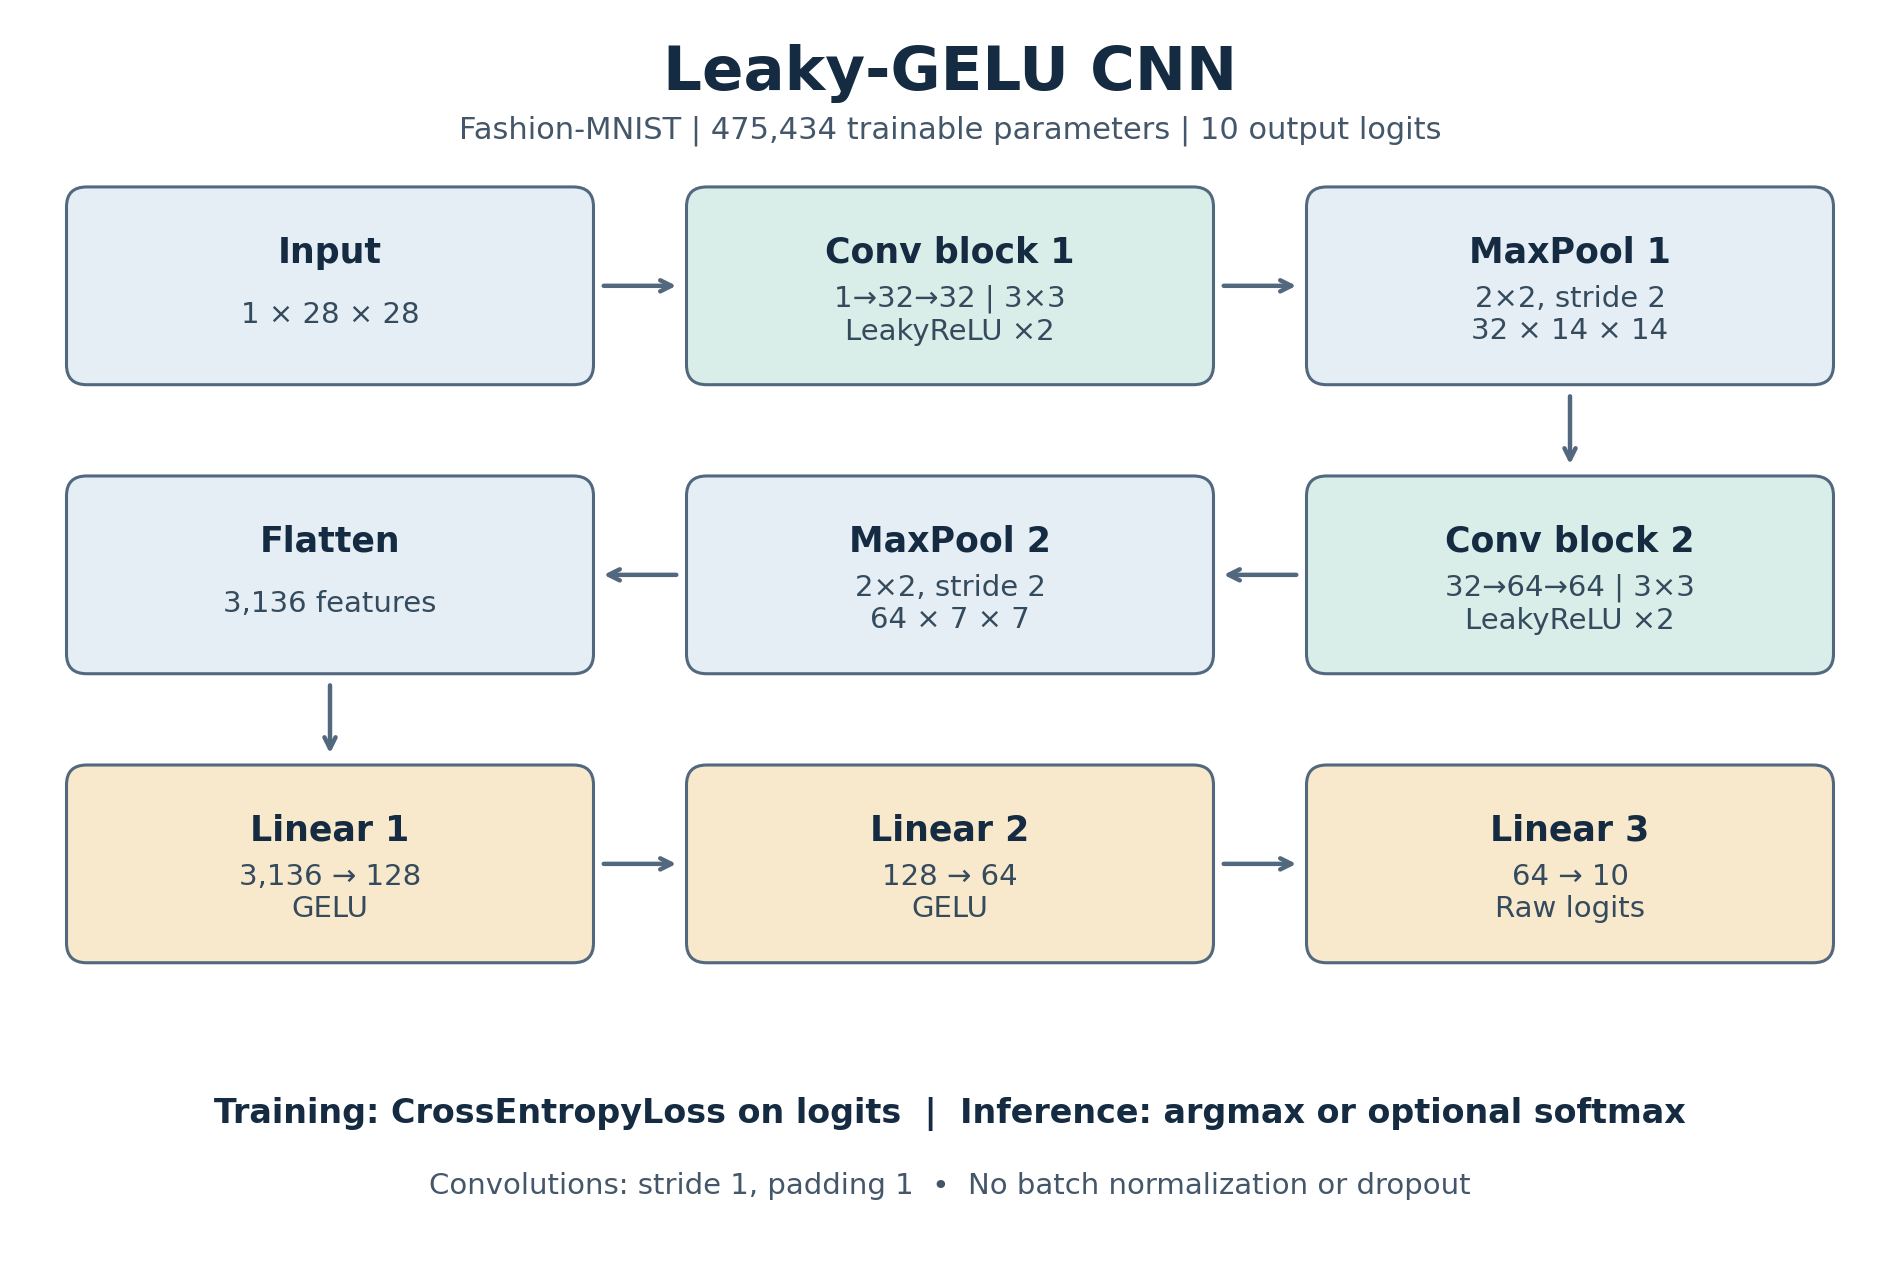 Leaky-GELU CNN
Fashion-MNIST | 475,434 trainable parameters | 10 output logits
Input
1 × 28 × 28
Conv block 1
1→32→32 | 3×3
LeakyReLU ×2
MaxPool 1
2×2, stride 2
32 × 14 × 14
Conv block 2
32→64→64 | 3×3
LeakyReLU ×2
MaxPool 2
2×2, stride 2
64 × 7 × 7
Flatten
3,136 features
Linear 1
3,136 → 128
GELU
Linear 2
128 → 64
GELU
Linear 3
64 → 10
Raw logits
Training: CrossEntropyLoss on logits | Inference: argmax or optional softmax
Convolutions: stride 1, padding 1 • No batch normalization or dropout